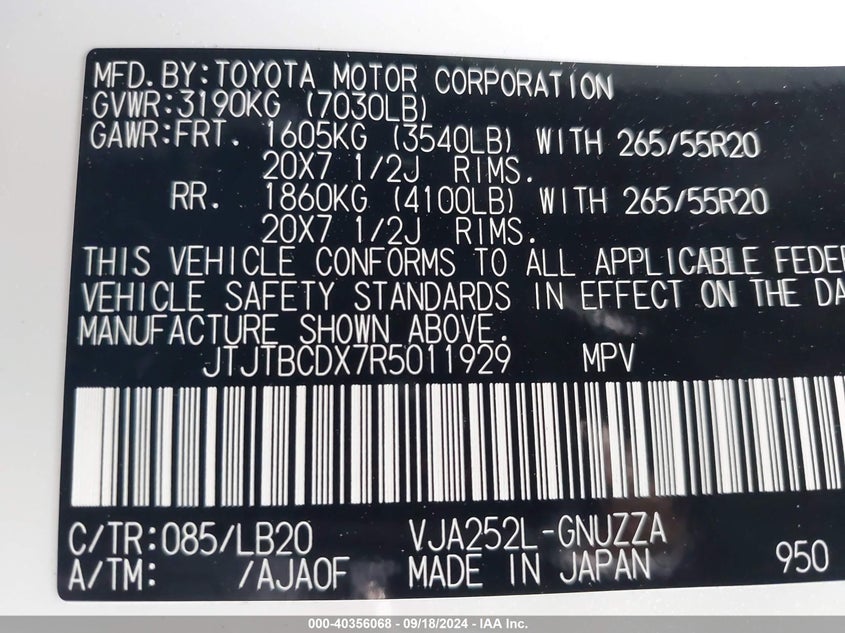 MFD.BY:TOYOTA MOTOR CORPORATION
GVWR:3190KG (7030LB)
GAWR:FRT. 1605KG (3540LB) WITH 265/55R20
20X7 1/2J RIMS.
RR. 1860KG (4100LB) WITH 265/55R20
20X7 1/2J RIMS.
THIS VEHICLE CONFORMS TO ALL APPLICABLE FEDER
VEHICLE SAFETY STANDARDS IN EFFECT ON THE DA
MANUFACTURE SHOWN ABOVE.
JTJTBCDX7R5011929 MPV
C/TR:085/LB20 VJA252L-GNUZZA
A/TM: /AJA0F MADE IN JAPAN 950
000-40356068 - 09/18/2024 - IAA Inc.